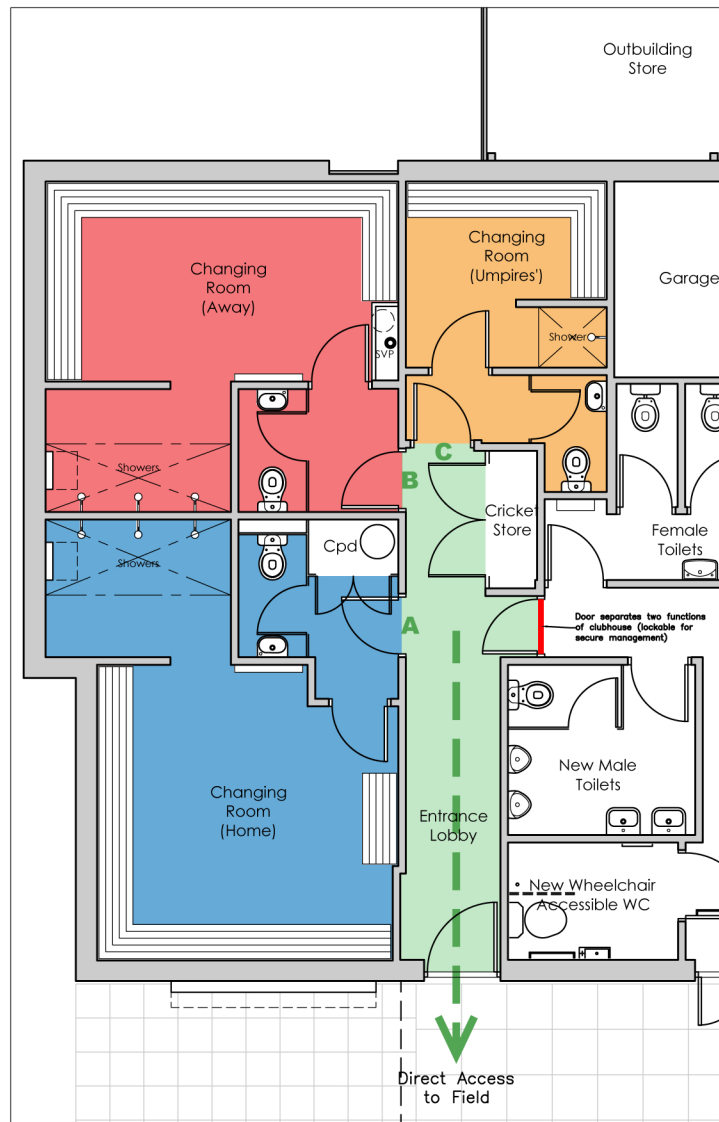 Outbuilding
Store
Changing
Room
(Away)
Changing
Room
(Umpires')
Garage
SVP
Shower
Showers
C
B
Cricket
Store
Female
Toilets
Cpd
Showers
A
Door separates two functions
of clubhouse (lockable for
secure management)
New Male
Toilets
Changing
Room
(Home)
Entrance
Lobby
New Wheelchair
Accessible WC
Direct Access
to Field